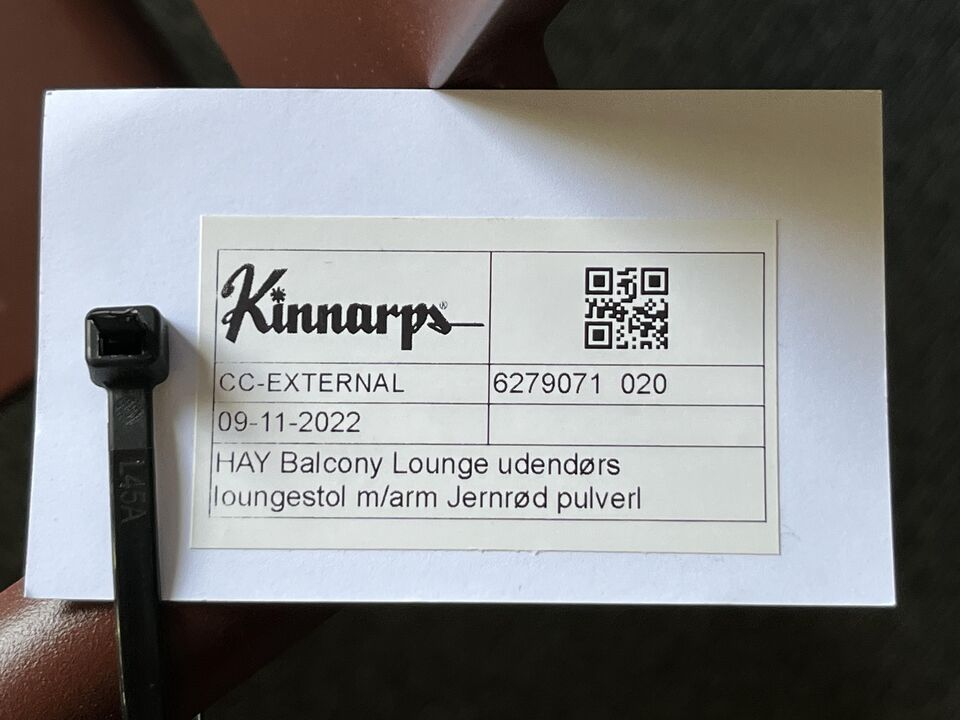 Kinnarps®
CC-EXTERNAL 6279071 020
09-11-2022
HAY Balcony Lounge udendørs
loungestol m/arm Jernrød pulverl
L45A